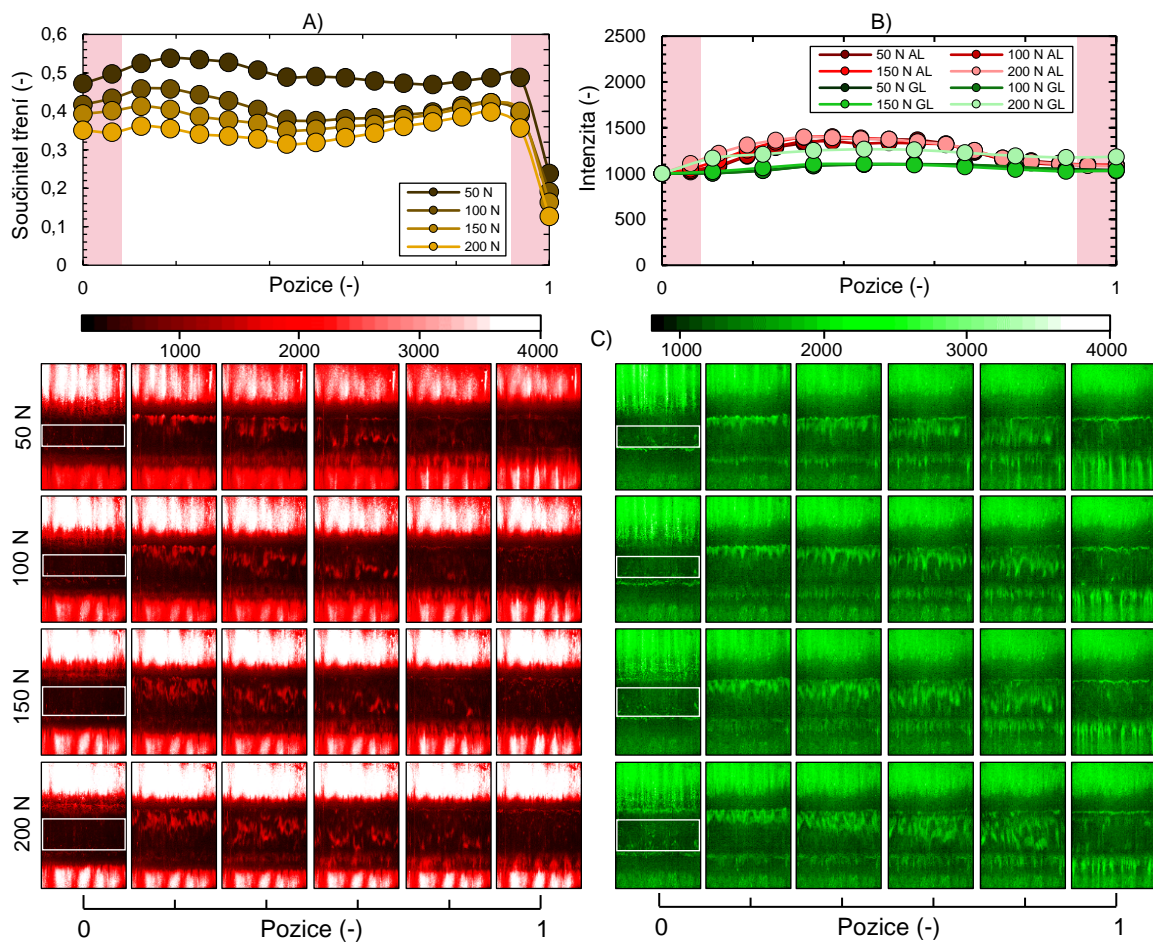 A)
0,6
0,5
0,4
0,3
0,2
0,1
0
Součinitel tření (-)
50 N
100 N
150 N
200 N
0
Pozice (-)
1
B)
2500
2000
1500
1000
500
0
Intenzita (-)
50 N AL
100 N AL
150 N AL
200 N AL
50 N GL
100 N GL
150 N GL
200 N GL
0
Pozice (-)
1
1000
2000
3000
4000
C)
1000
2000
3000
4000
50 N
100 N
150 N
200 N
0
Pozice (-)
1
0
Pozice (-)
1